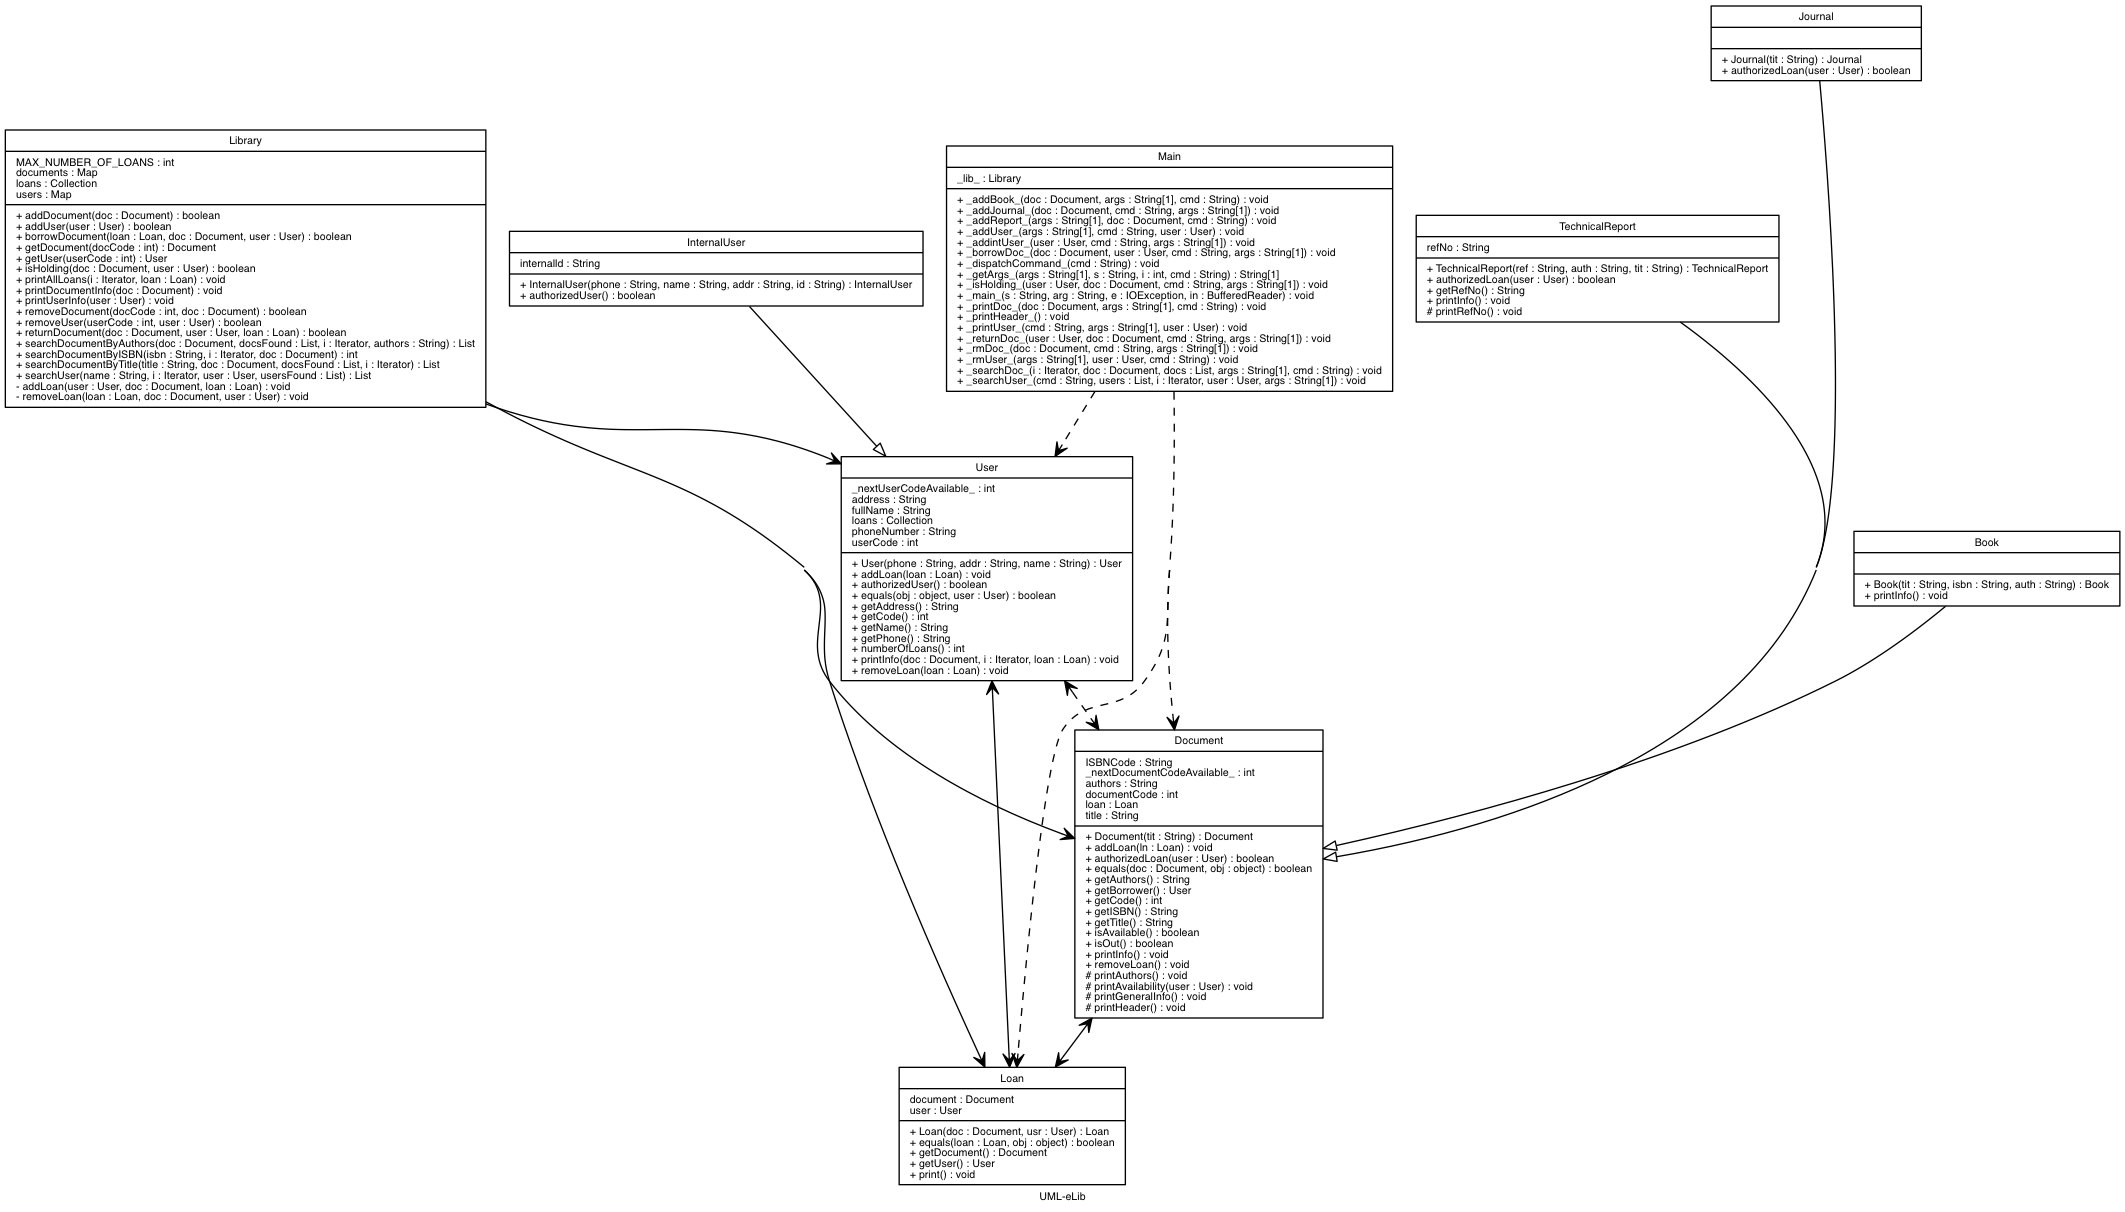 Journal
+ Journal(tit : String) : Journal
+ authorizedLoan(user : User) : boolean
Library
MAX_NUMBER_OF_LOANS : int
documents : Map
loans : Collection
users : Map
+ addDocument(doc : Document) : boolean
+ addUser(user : User) : boolean
+ borrowDocument(loan : Loan, doc : Document, user : User) : boolean
+ getDocument(docCode : int) : Document
+ getUser(userCode : int) : User
+ isHolding(doc : Document, user : User) : boolean
+ printAllLoans(i : Iterator, loan : Loan) : void
+ printDocumentInfo(doc : Document) : void
+ printUserInfo(user : User) : void
+ removeDocument(docCode : int, doc : Document) : boolean
+ removeUser(userCode : int, user : User) : boolean
+ returnDocument(doc : Document, user : User, loan : Loan) : boolean
+ searchDocumentByAuthors(doc : Document, docsFound : List, i : Iterator, authors : String) : List
+ searchDocumentByISBN(isbn : String, i : Iterator, doc : Document) : int
+ searchDocumentByTitle(title : String, doc : Document, docsFound : List, i : Iterator) : List
+ searchUser(name : String, i : Iterator, user : User, usersFound : List) : List
- addLoan(user : User, doc : Document, loan : Loan) : void
- removeLoan(loan : Loan, doc : Document, user : User) : void
InternalUser
internalId : String
+ InternalUser(phone : String, name : String, addr : String, id : String) : InternalUser
+ authorizedUser() : boolean
Main
_lib_ : Library
+ _addBook_(doc : Document, args : String[1], cmd : String) : void
+ _addJournal_(doc : Document, cmd : String, args : String[1]) : void
+ _addReport_(args : String[1], doc : Document, cmd : String) : void
+ _addUser_(args : String[1], cmd : String, user : User) : void
+ _addintUser_(user : User, cmd : String, args : String[1]) : void
+ _borrowDoc_(doc : Document, user : User, cmd : String, args : String[1]) : void
+ _dispatchCommand_(cmd : String) : void
+ _getArgs_(args : String[1], s : String, i : int, cmd : String) : String[1]
+ _isHolding_(user : User, doc : Document, cmd : String, args : String[1]) : void
+ _main_(s : String, arg : String, e : IOException, in : BufferedReader) : void
+ _printDoc_(doc : Document, args : String[1], cmd : String) : void
+ _printHeader_() : void
+ _printUser_(cmd : String, args : String[1], user : User) : void
+ _returnDoc_(user : User, doc : Document, cmd : String, args : String[1]) : void
+ _rmDoc_(doc : Document, cmd : String, args : String[1]) : void
+ _rmUser_(args : String[1], user : User, cmd : String) : void
+ _searchDoc_(i : Iterator, doc : Document, docs : List, args : String[1], cmd : String) : void
+ _searchUser_(cmd : String, users : List, i : Iterator, user : User, args : String[1]) : void
TechnicalReport
refNo : String
+ TechnicalReport(ref : String, auth : String, tit : String) : TechnicalReport
+ authorizedLoan(user : User) : boolean
+ getRefNo() : String
+ printInfo() : void
# printRefNo() : void
User
_nextUserCodeAvailable_ : int
address : String
fullName : String
loans : Collection
phoneNumber : String
userCode : int
+ User(phone : String, addr : String, name : String) : User
+ addLoan(loan : Loan) : void
+ authorizedUser() : boolean
+ equals(obj : object, user : User) : boolean
+ getAddress() : String
+ getCode() : int
+ getName() : String
+ getPhone() : String
+ numberOfLoans() : int
+ printInfo(doc : Document, i : Iterator, loan : Loan) : void
+ removeLoan(loan : Loan) : void
Book
+ Book(tit : String, isbn : String, auth : String) : Book
+ printInfo() : void
Document
ISBNCode : String
_nextDocumentCodeAvailable_ : int
authors : String
documentCode : int
loan : Loan
title : String
+ Document(tit : String) : Document
+ addLoan(ln : Loan) : void
+ authorizedLoan(user : User) : boolean
+ equals(doc : Document, obj : object) : boolean
+ getAuthors() : String
+ getBorrower() : User
+ getCode() : int
+ getISBN() : String
+ getTitle() : String
+ isAvailable() : boolean
+ isOut() : boolean
+ printInfo() : void
+ removeLoan() : void
# printAuthors() : void
# printAvailability(user : User) : void
# printGeneralInfo() : void
# printHeader() : void
Loan
document : Document
user : User
+ Loan(doc : Document, usr : User) : Loan
+ equals(loan : Loan, obj : object) : boolean
+ getDocument() : Document
+ getUser() : User
+ print() : void
UML-eLib